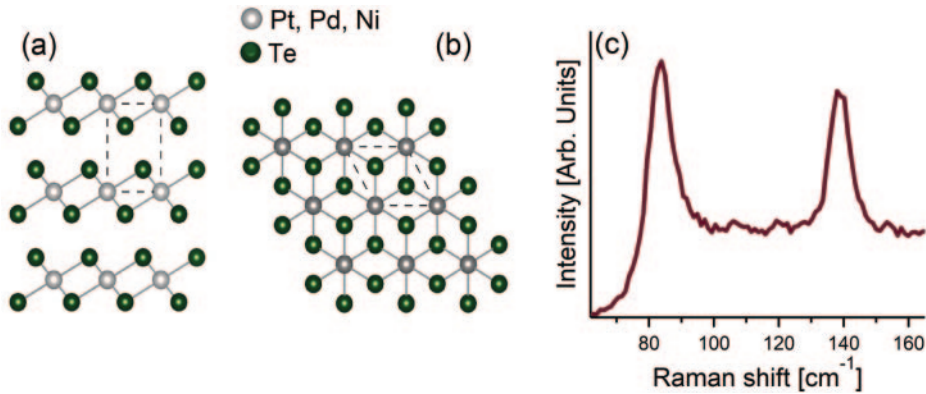 (a)
Pt, Pd, Ni
Te
(b)
(c)
Intensity [Arb. Units]
80 100 120 140 160
Raman shift [cm⁻¹]